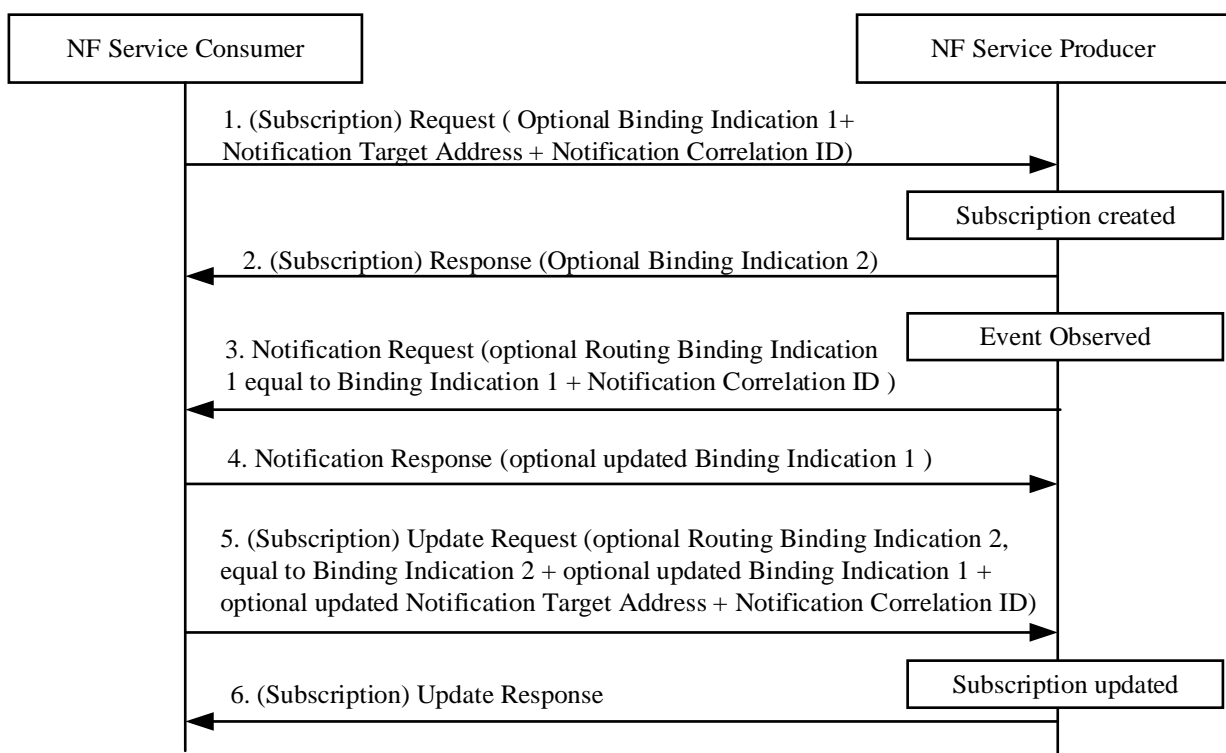 NF Service Consumer
NF Service Producer
1. (Subscription) Request ( Optional Binding Indication 1+
Notification Target Address + Notification Correlation ID)
Subscription created
2. (Subscription) Response (Optional Binding Indication 2)
Event Observed
3. Notification Request (optional Routing Binding Indication
1 equal to Binding Indication 1 + Notification Correlation ID )
4. Notification Response (optional updated Binding Indication 1 )
5. (Subscription) Update Request (optional Routing Binding Indication 2,
equal to Binding Indication 2 + optional updated Binding Indication 1 +
optional updated Notification Target Address + Notification Correlation ID)
Subscription updated
6. (Subscription) Update Response